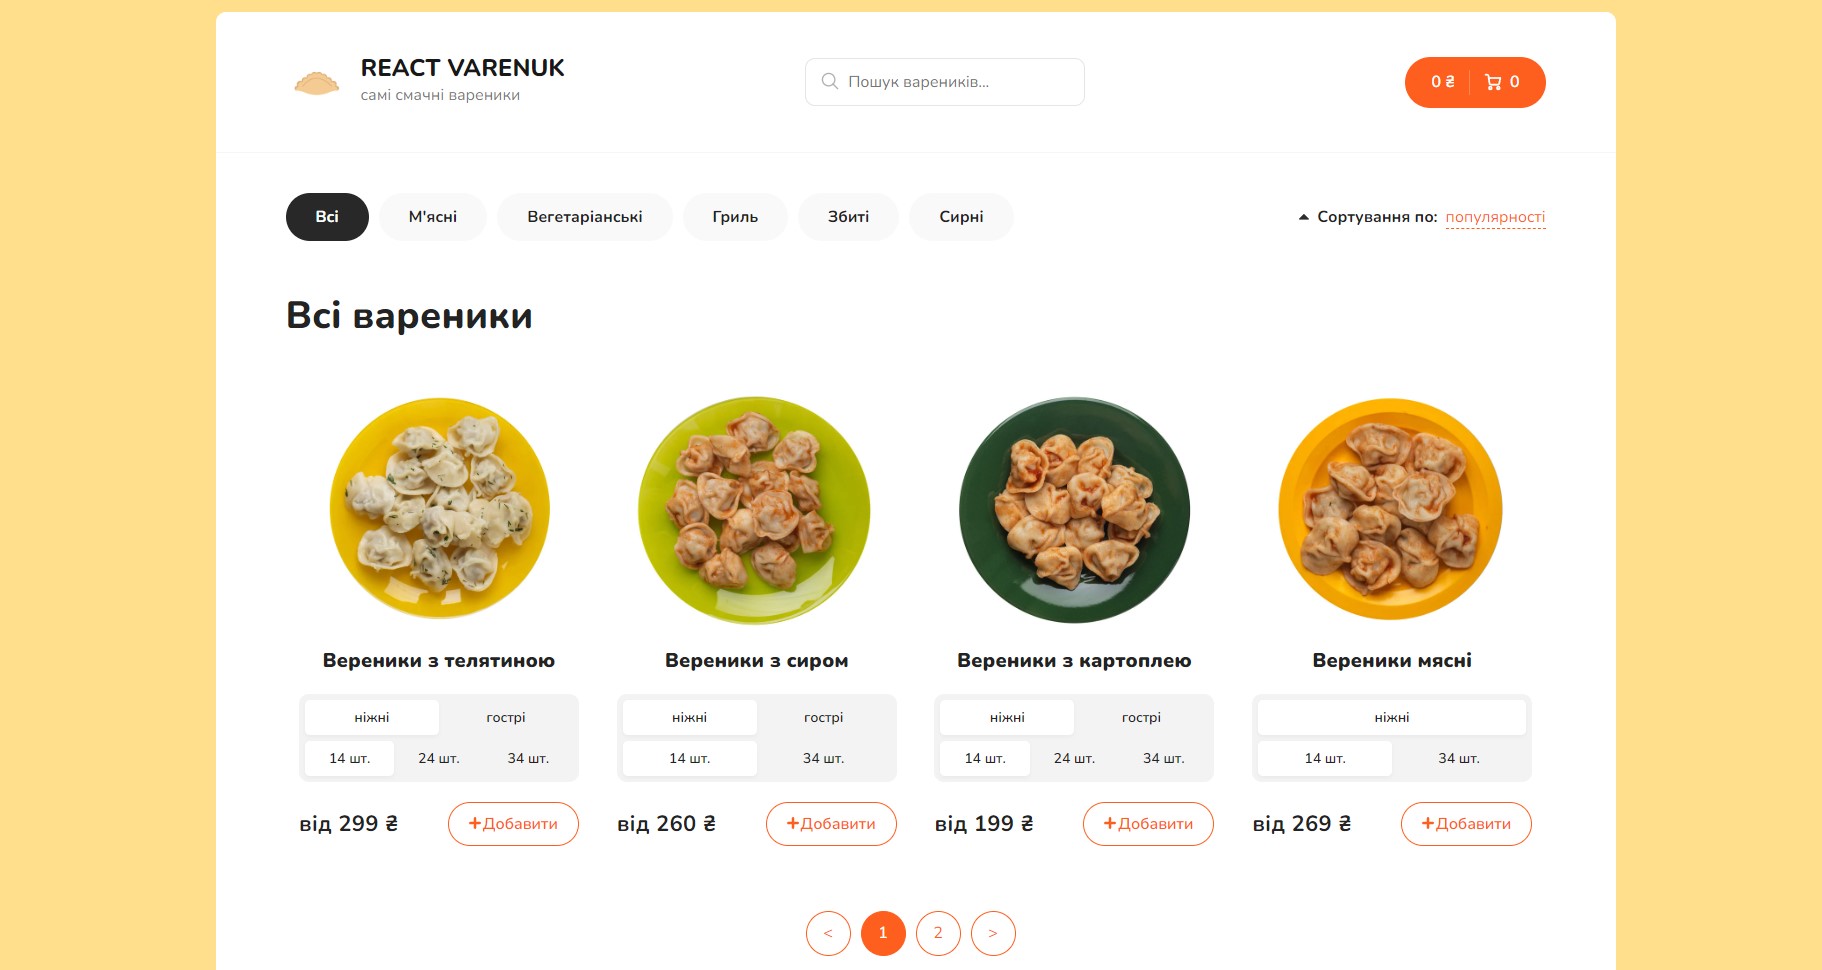 REACT VARENUK
самі смачні вареники
Пошук вареників...
0 ₴ 0
Всі М'ясні Вегетаріанські Гриль Збиті Сирні Сортування по: популярності
Всі вареники
Вереники з телятиною
ніжні гострі
14 шт. 24 шт. 34 шт.
від 299 ₴ +Добавити
Вереники з сиром
ніжні гострі
14 шт. 34 шт.
від 260 ₴ +Добавити
Вереники з картоплею
ніжні гострі
14 шт. 24 шт. 34 шт.
від 199 ₴ +Добавити
Вереники мясні
ніжні
14 шт. 34 шт.
від 269 ₴ +Добавити
< 1 2 >